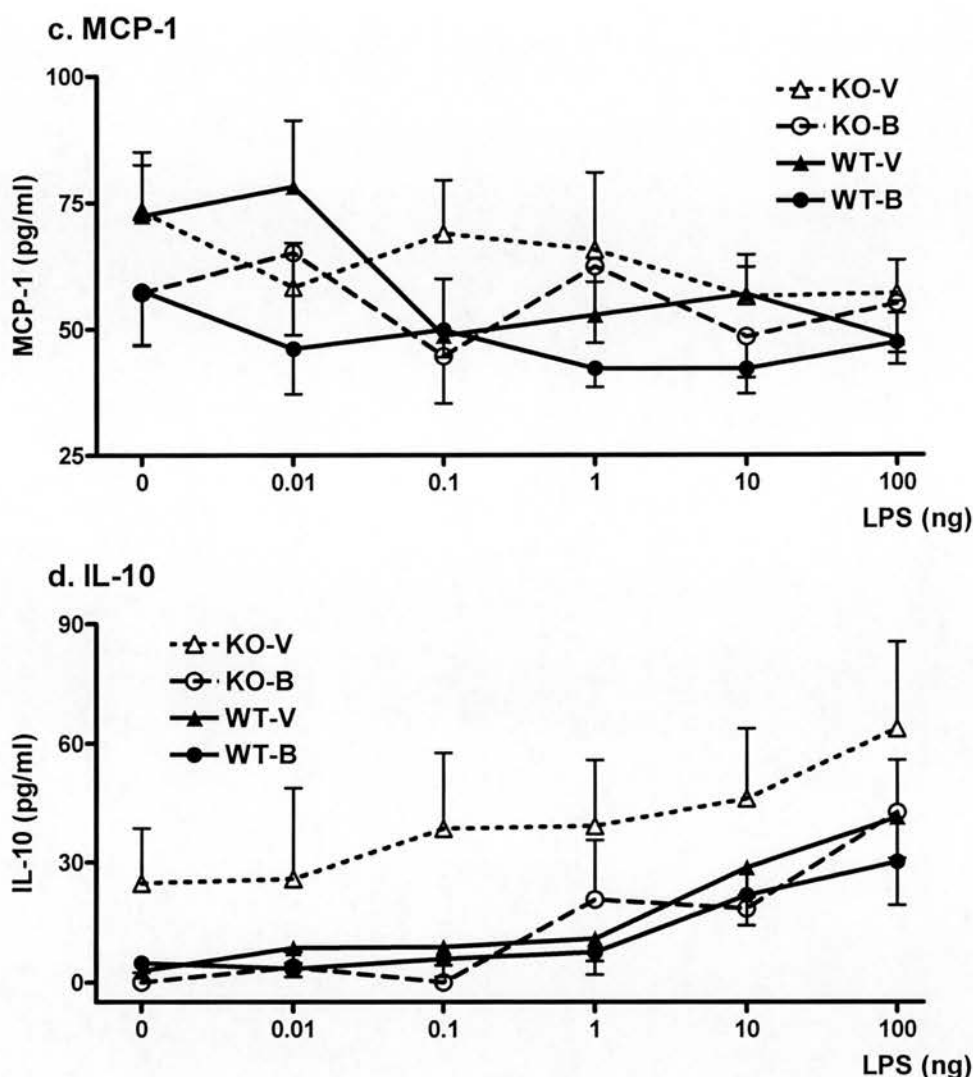 c. MCP-1
100
75
50
25
MCP-1 (pg/ml)
KO-V
KO-B
WT-V
WT-B
0 0.01 0.1 1 10 100
LPS (ng)
d. IL-10
90
60
30
0
IL-10 (pg/ml)
KO-V
KO-B
WT-V
WT-B
0 0.01 0.1 1 10 100
LPS (ng)